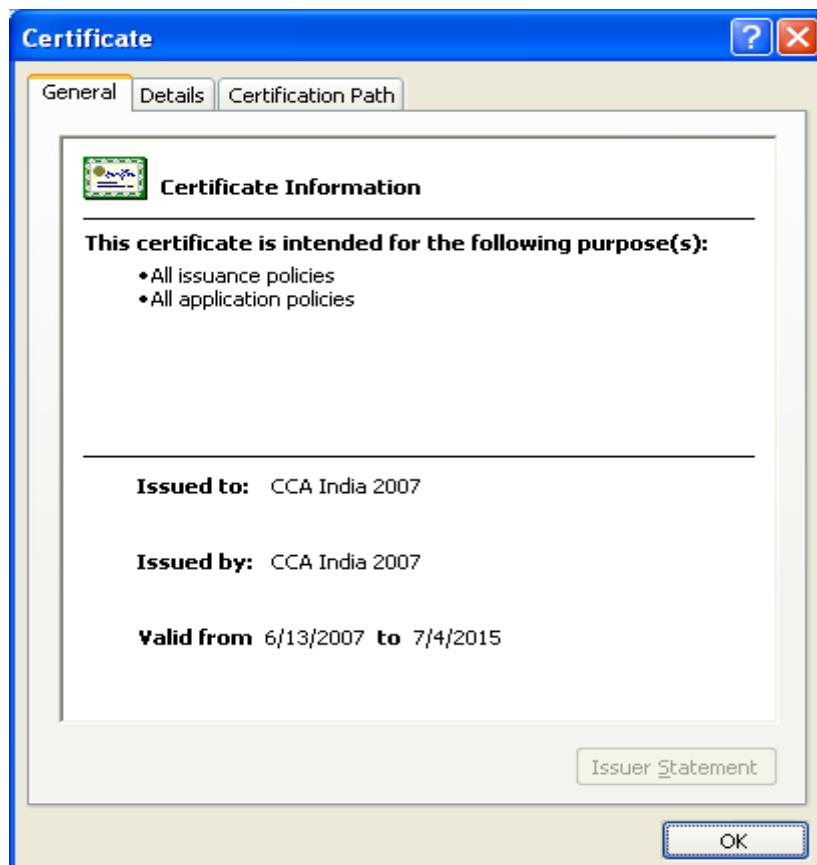 Certificate
General Details Certification Path
Certificate Information
This certificate is intended for the following purpose(s):
•All issuance policies
•All application policies
Issued to: CCA India 2007
Issued by: CCA India 2007
Valid from 6/13/2007 to 7/4/2015
Issuer Statement
OK